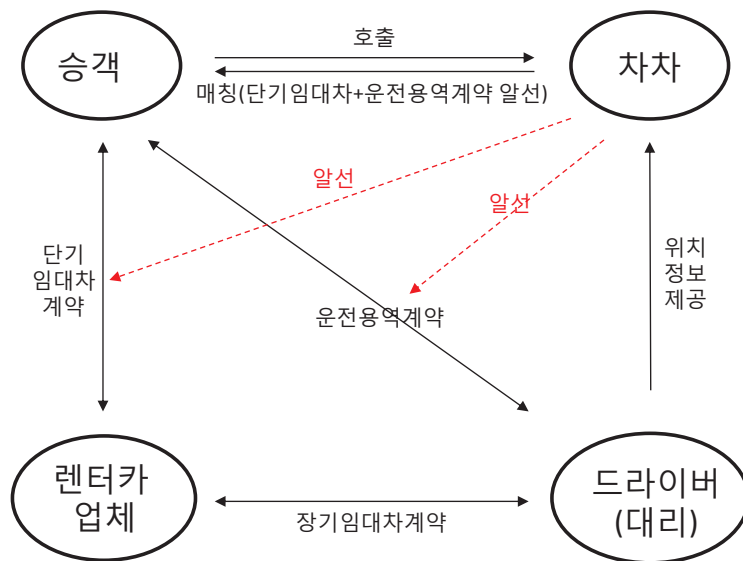 호출
승객
차차
매칭(단기임대차+운전용역계약 알선)
알선
알선
단기
임대차
계약
위치
정보
제공
운전용역계약
렌터카
업체
드라이버
(대리)
장기임대차계약